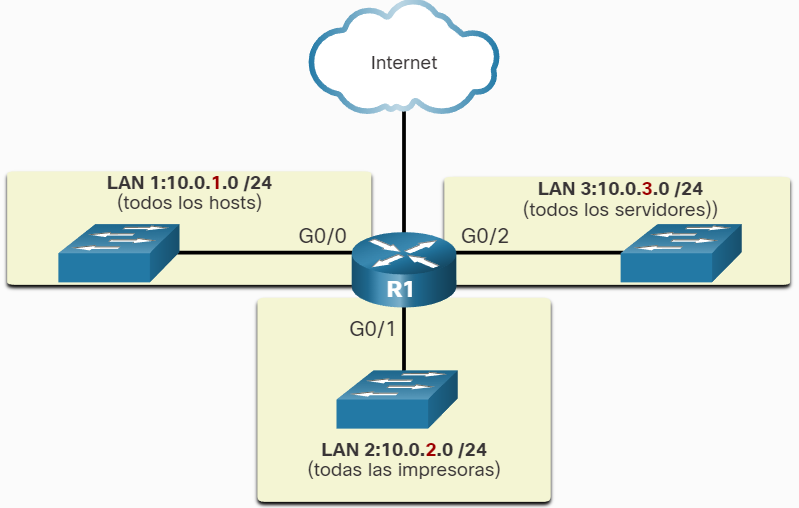 Internet
LAN 1:10.0.1.0 /24
(todos los hosts)
LAN 3:10.0.3.0 /24
(todos los servidores))
G0/0
G0/2
R1
G0/1
LAN 2:10.0.2.0 /24
(todas las impresoras)